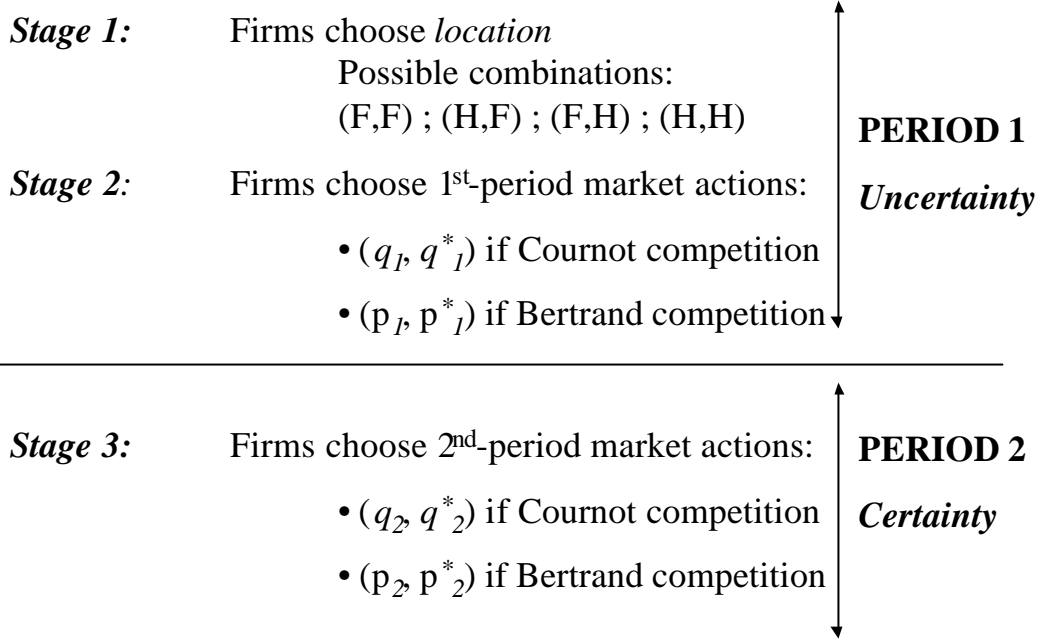 Stage 1: Firms choose location
Possible combinations:
(F,F) ; (H,F) ; (F,H) ; (H,H)
PERIOD 1
Stage 2: Firms choose 1st-period market actions:
Uncertainty
• (q1, q*1) if Cournot competition
• (p1, p*1) if Bertrand competition
Stage 3: Firms choose 2nd-period market actions:
PERIOD 2
• (q2, q*2) if Cournot competition
Certainty
• (p2, p*2) if Bertrand competition